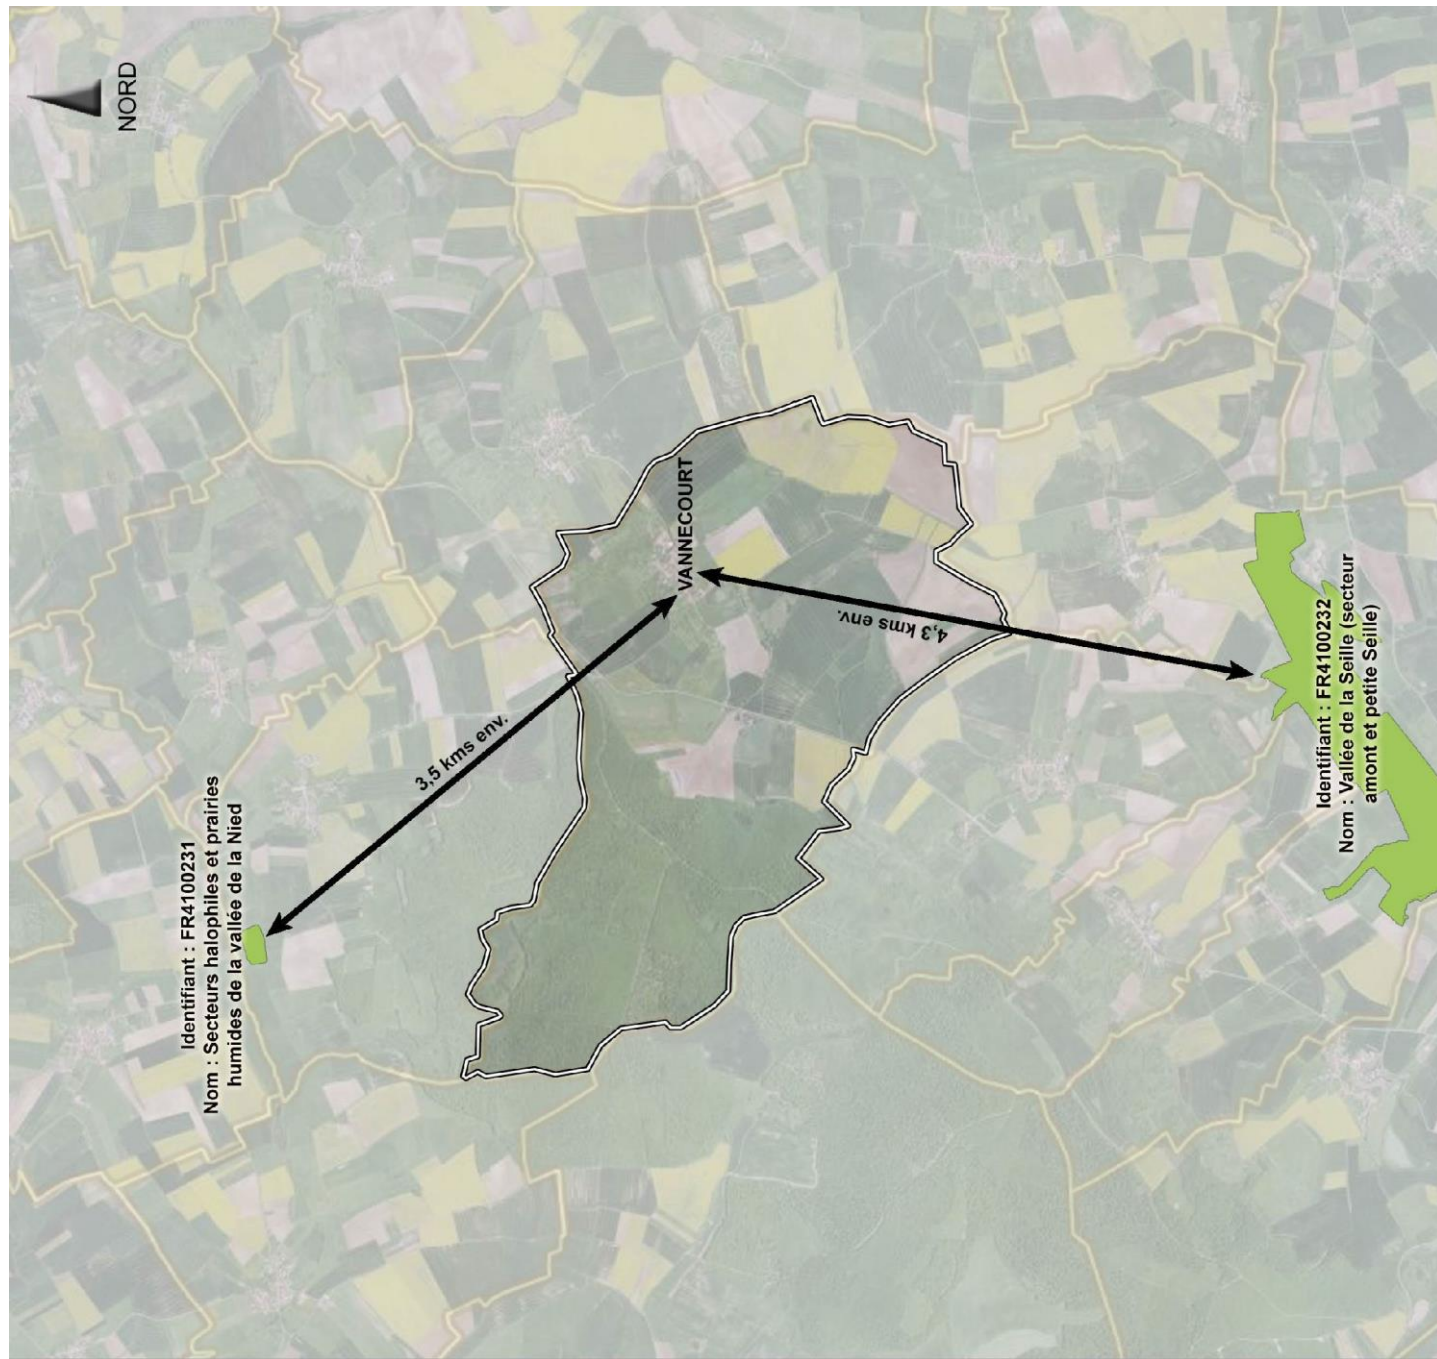 NORD
Identifiant : FR4100231
Nom : Secteurs halophiles et prairies
humides de la vallée de la Nied
3,5 kms env.
VANNECOURT
4,3 kms env.
Identifiant : FR4100232
Nom : Vallée de la Seille (secteur
amont et petite Seille)